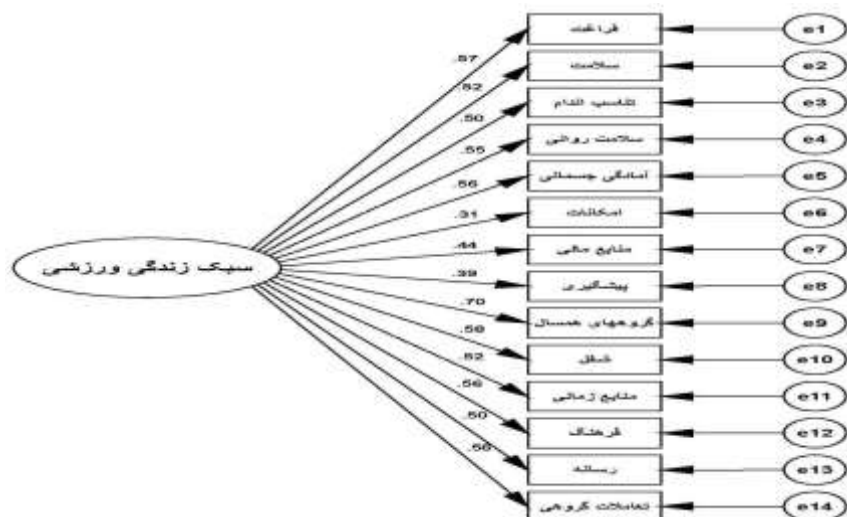 فراغت
e1
.57
سلامت
e2
.52
تناسب اندام
e3
.50
سلامت روانی
e4
.55
آمادگی جسمانی
e5
.56
امکانات
e6
.31
منابع مالی
e7
.44
سبک زندگی ورزشی
پیشگیری
e8
.39
گروههای همسال
e9
.70
شغل
e10
.58
منابع زمانی
e11
.52
فرهنگ
e12
.56
رسانه
e13
.50
تعاملات گروهی
e14
.56